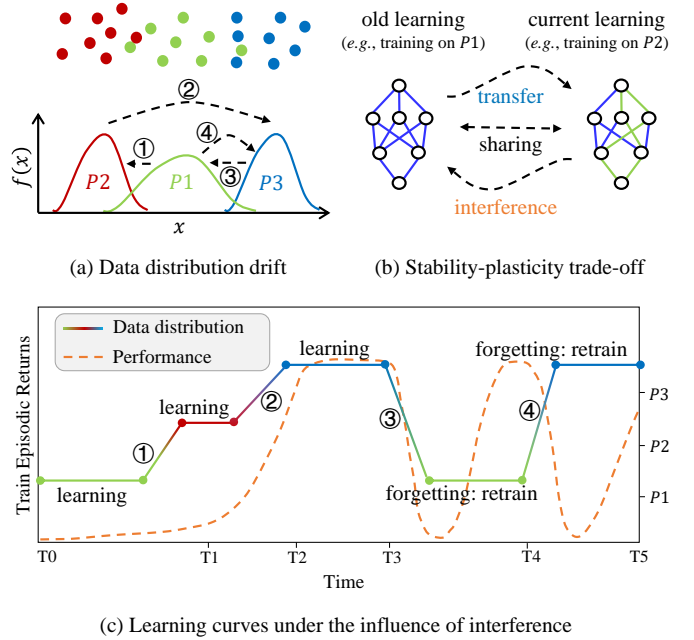 old learning
(e.g., training on P1)
current learning
(e.g., training on P2)
②
①
④
③
f(x)
P2
P1
P3
x
transfer
sharing
interference
(a) Data distribution drift
(b) Stability-plasticity trade-off
Data distribution
Performance
learning
forgetting: retrain
learning
②
③
④
①
learning
forgetting: retrain
Train Episodic Returns
P3
P2
P1
T0
T1
T2
T3
T4
T5
Time
(c) Learning curves under the influence of interference